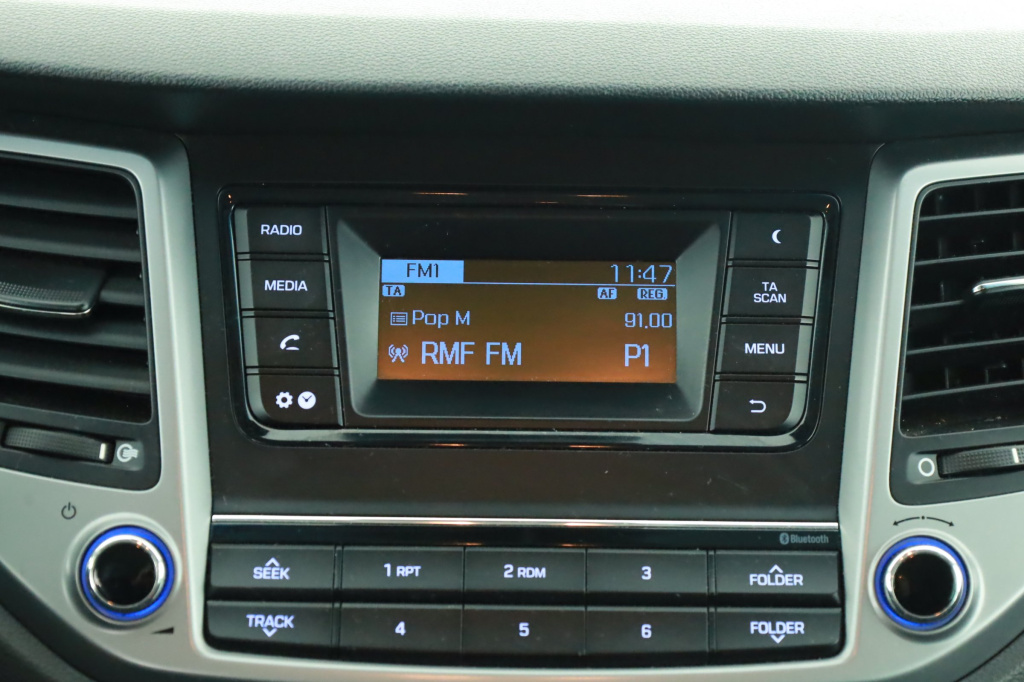 RADIO
MEDIA
FM1 11:47
TA AF REG
Pop M 91.00
RMF FM P1
TA
SCAN
MENU
Bluetooth
SEEK 1 RPT 2 RDM 3 FOLDER
TRACK 4 5 6 FOLDER